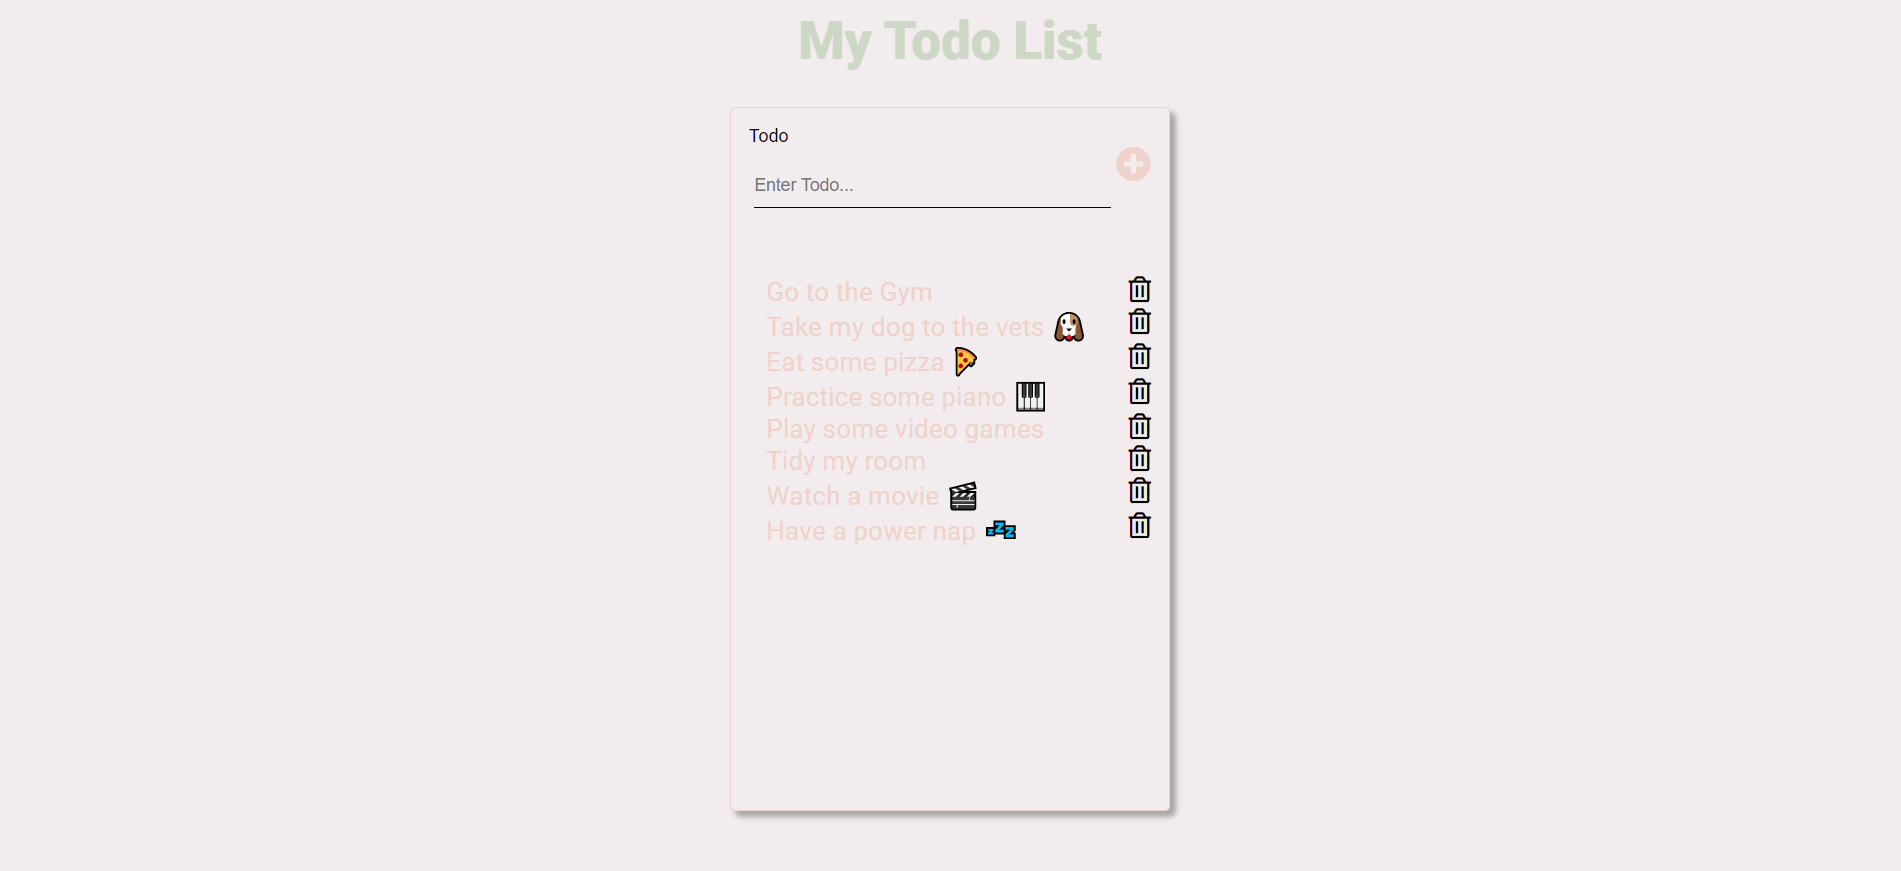 My Todo List
Todo
Enter Todo...
Go to the Gym
Take my dog to the vets 🐶
Eat some pizza 🍕
Practice some piano 🎹
Play some video games
Tidy my room
Watch a movie 🎬
Have a power nap 💤